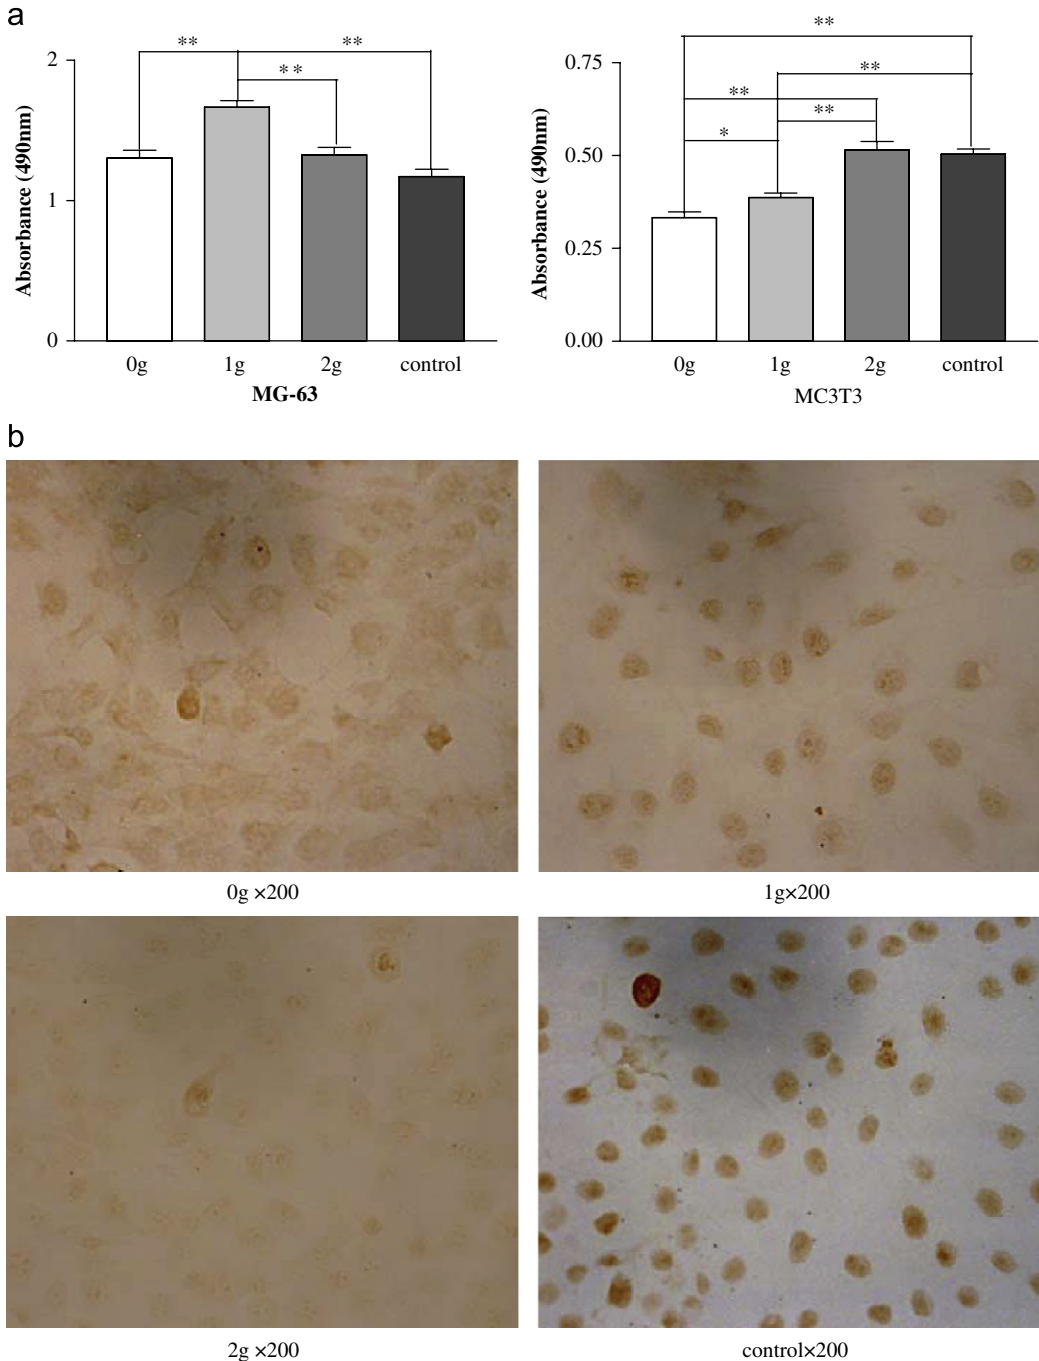 a
** **
**
2
1
0
Absorbance (490nm)
0g 1g 2g control
MG-63
**
**
**
**
*
0.75
0.50
0.25
0.00
Absorbance (490nm)
0g 1g 2g control
MC3T3
b
0g ×200
1g×200
2g ×200
control×200